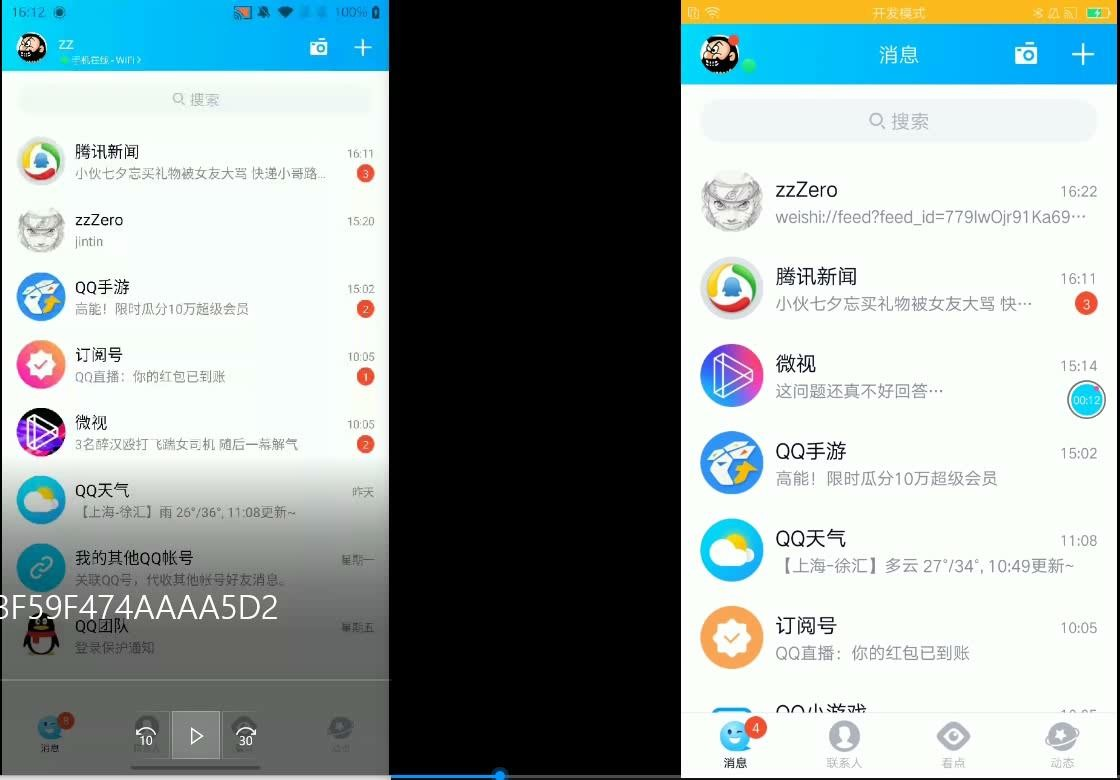 16:12
100%
zz
手机在线 - WiFi >
搜索
腾讯新闻
16:11
小伙七夕忘买礼物被女友大骂 快递小哥路...
3
zzZero
15:20
jintin
QQ手游
15:02
高能！限时瓜分10万超级会员
2
订阅号
10:05
QQ直播：你的红包已到账
1
微视
10:05
3名醉汉殴打飞踹女司机 随后一幕解气
2
QQ天气
昨天
【上海-徐汇】雨 26°/36°, 11:08更新~
我的其他QQ帐号
星期一
关联QQ号，代收其他帐号好友消息。
3F59F474AAAA5D2
QQ团队
星期五
登录保护通知
8
消息
10
30
动态
开发模式
消息
搜索
zzZero
16:22
weishi://feed?feed_id=779IwOjr91Ka69···
腾讯新闻
16:11
小伙七夕忘买礼物被女友大骂 快···
3
微视
15:14
这问题还真不好回答···
00:12
QQ手游
15:02
高能！限时瓜分10万超级会员
QQ天气
11:08
【上海-徐汇】多云 27°/34°, 10:49更新~
订阅号
10:05
QQ直播：你的红包已到账
QQ小游戏
10:05
4
消息
联系人
看点
动态